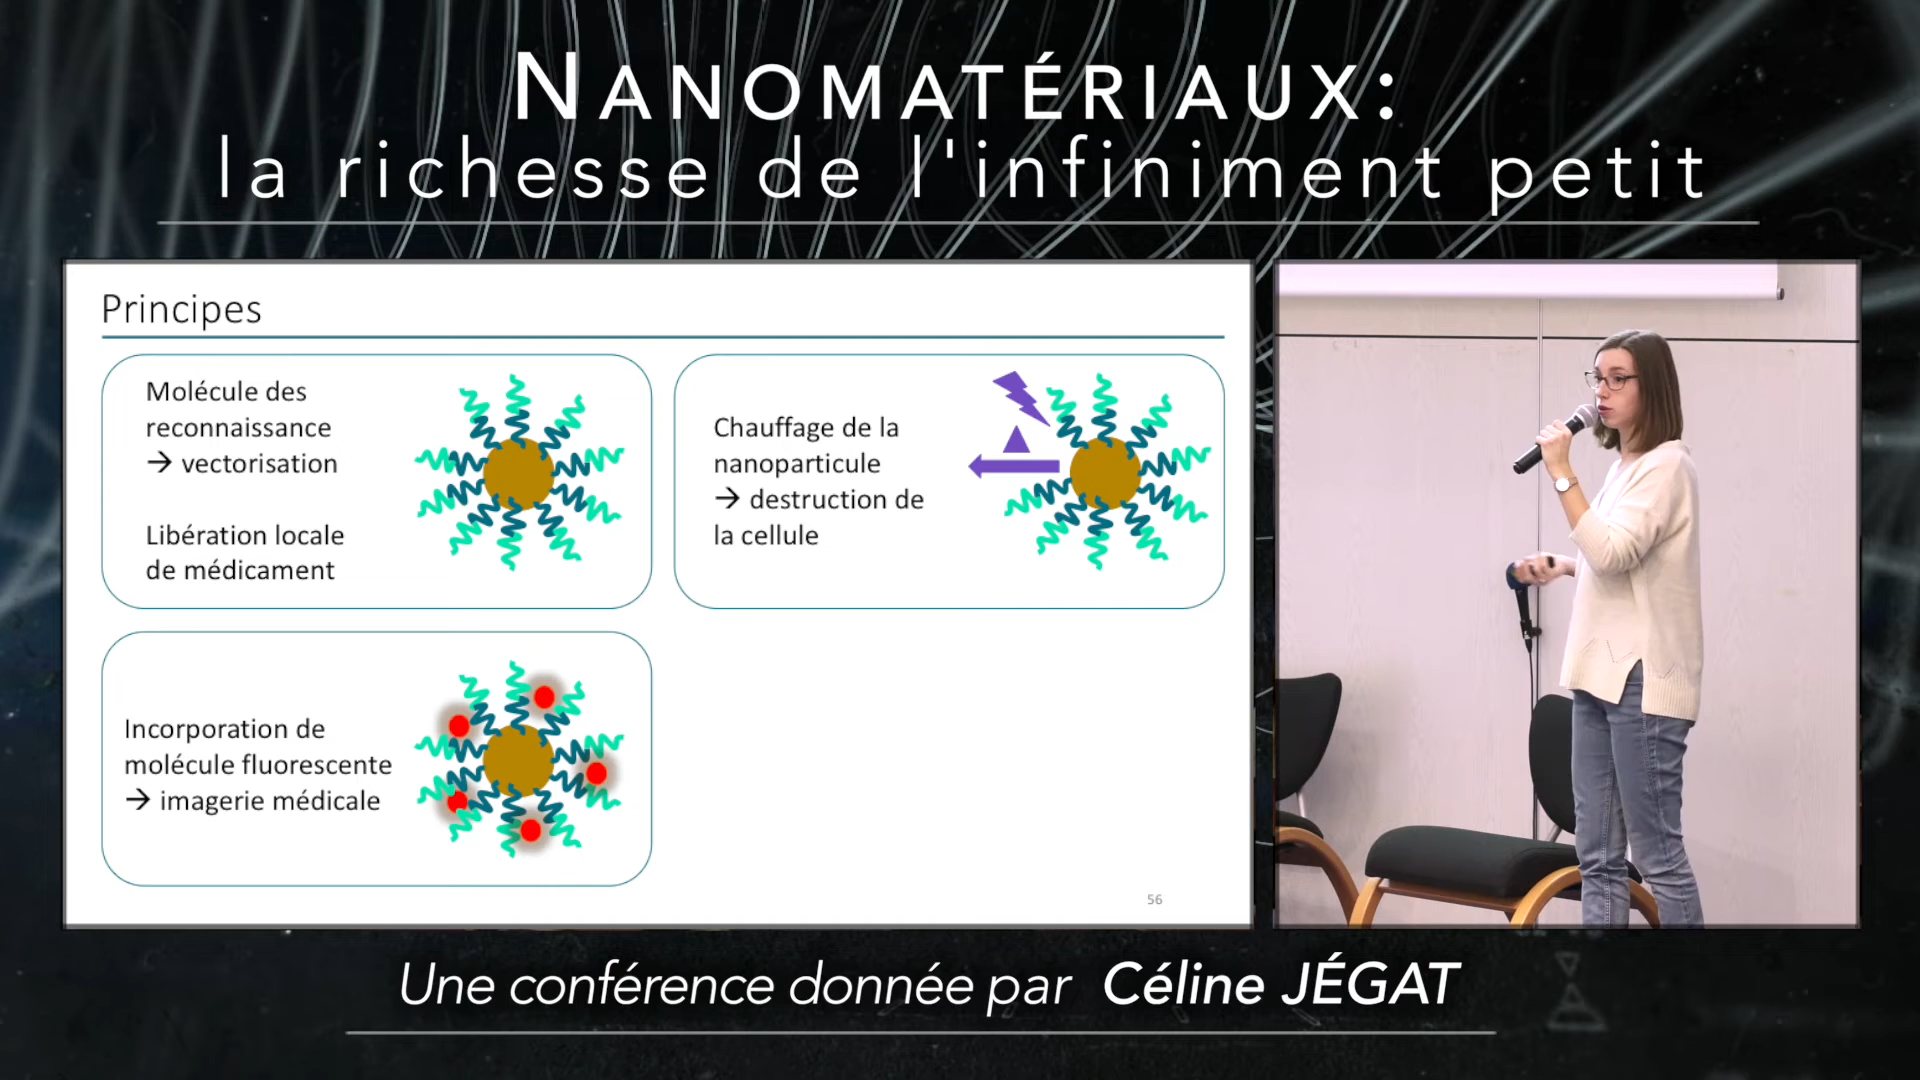 NANOMATÉRIAUX:
la richesse de l'infiniment petit
Principes
Molécule des
reconnaissance
→ vectorisation
Libération locale
de médicament
Chauffage de la
nanoparticule
→ destruction de
la cellule
Incorporation de
molécule fluorescente
→ imagerie médicale
56
Une conférence donnée par Céline JÉGAT